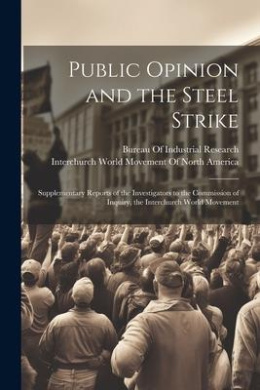 Public Opinion
and the Steel
Strike
Bureau Of Industrial Research
Interchurch World Movement Of North America
Supplementary Reports of the Investigators to the Commission of
Inquiry, the Interchurch World Movement